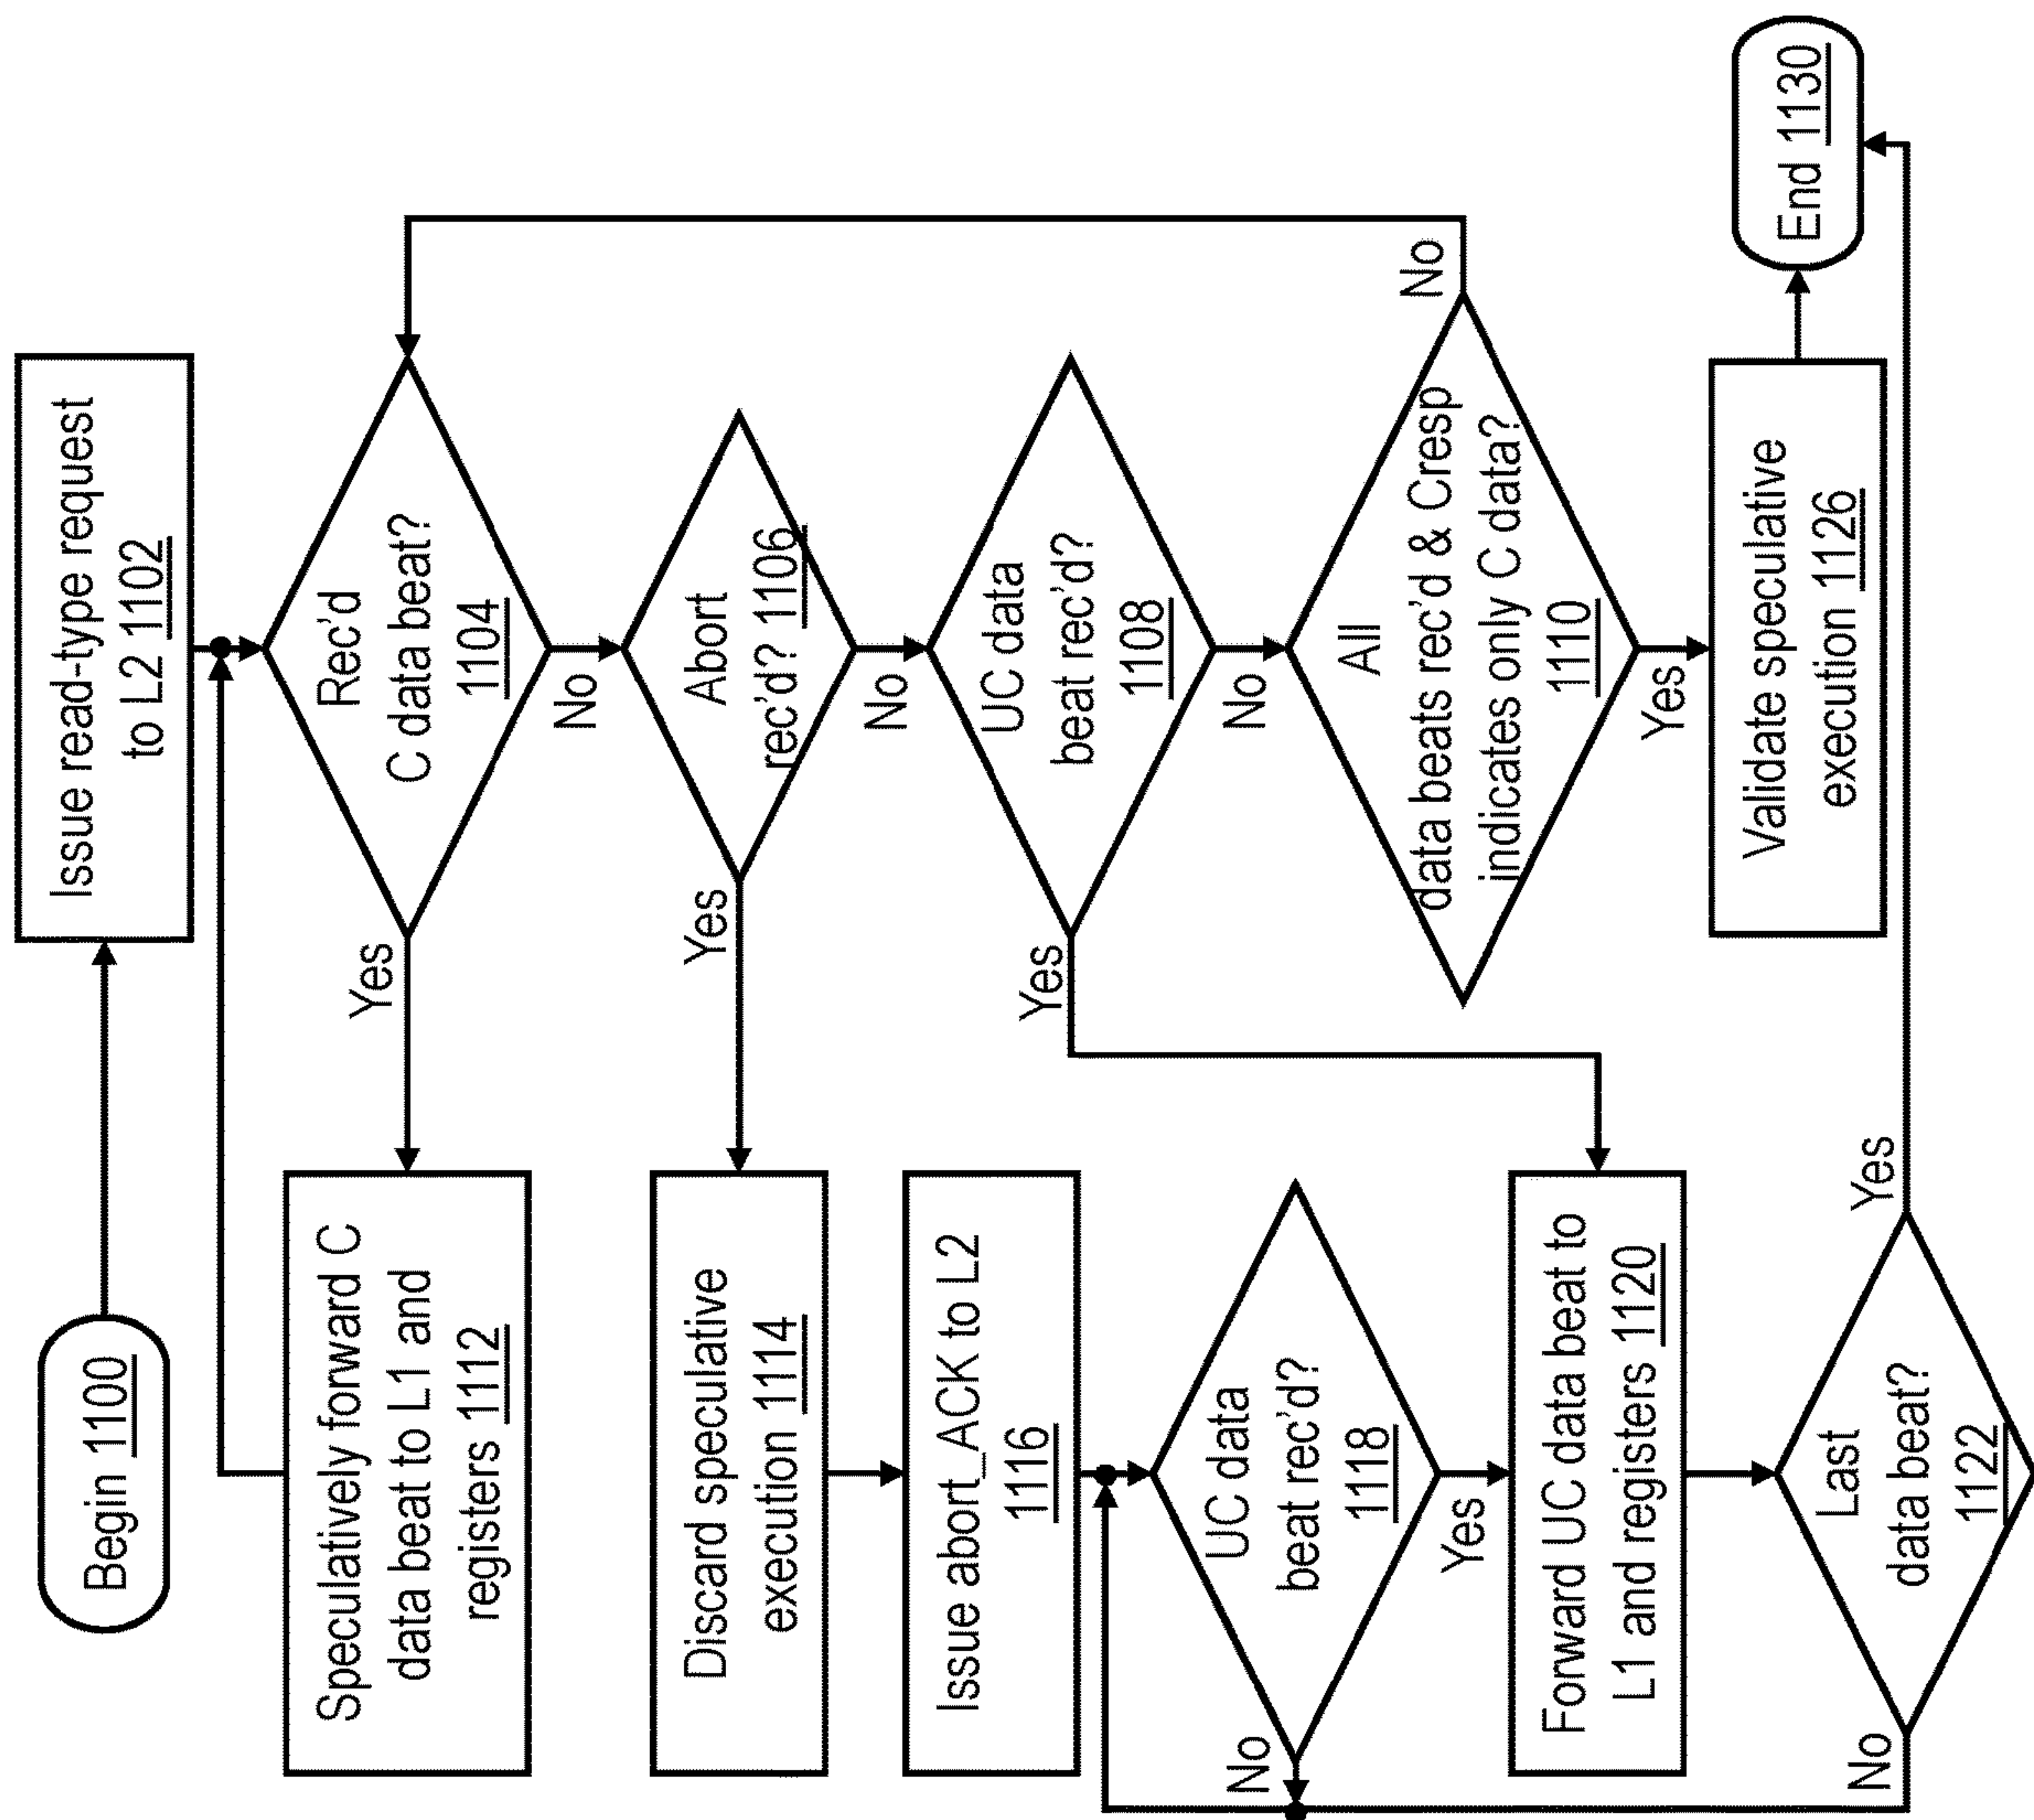 Begin 1100
Issue read-type request
to L2 1102
Rec'd
C data beat?
1104
Yes
No
Speculatively forward C
data beat to L1 and
registers 1112
Abort
rec'd? 1106
Yes
No
Discard speculative
execution 1114
Issue abort_ACK to L2
1116
UC data
beat rec'd?
1108
Yes
No
UC data
beat rec'd?
1118
No
Yes
All
data beats rec'd & Cresp
indicates only C data?
1110
No
Yes
Forward UC data beat to
L1 and registers 1120
Validate speculative
execution 1126
Last
data beat?
1122
No
Yes
End 1130